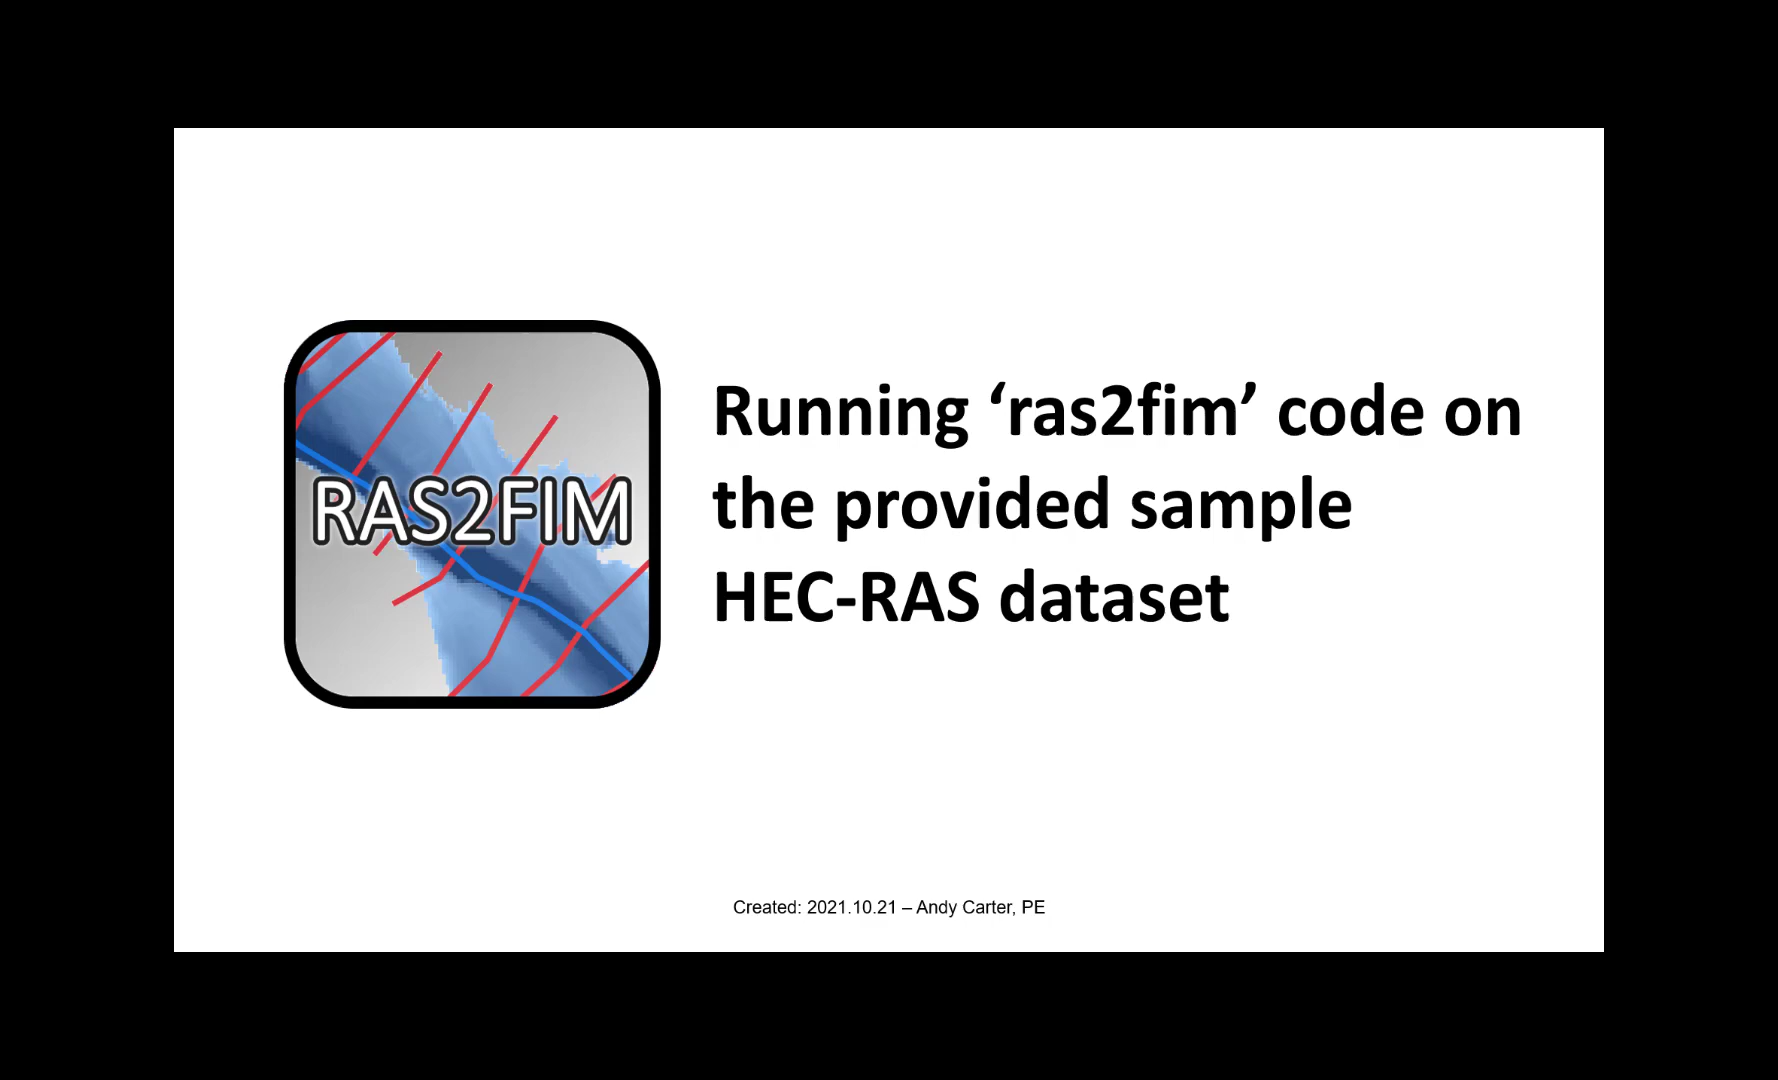 RAS2FIM
Running ‘ras2fim’ code on
the provided sample
HEC-RAS dataset
Created: 2021.10.21 – Andy Carter, PE